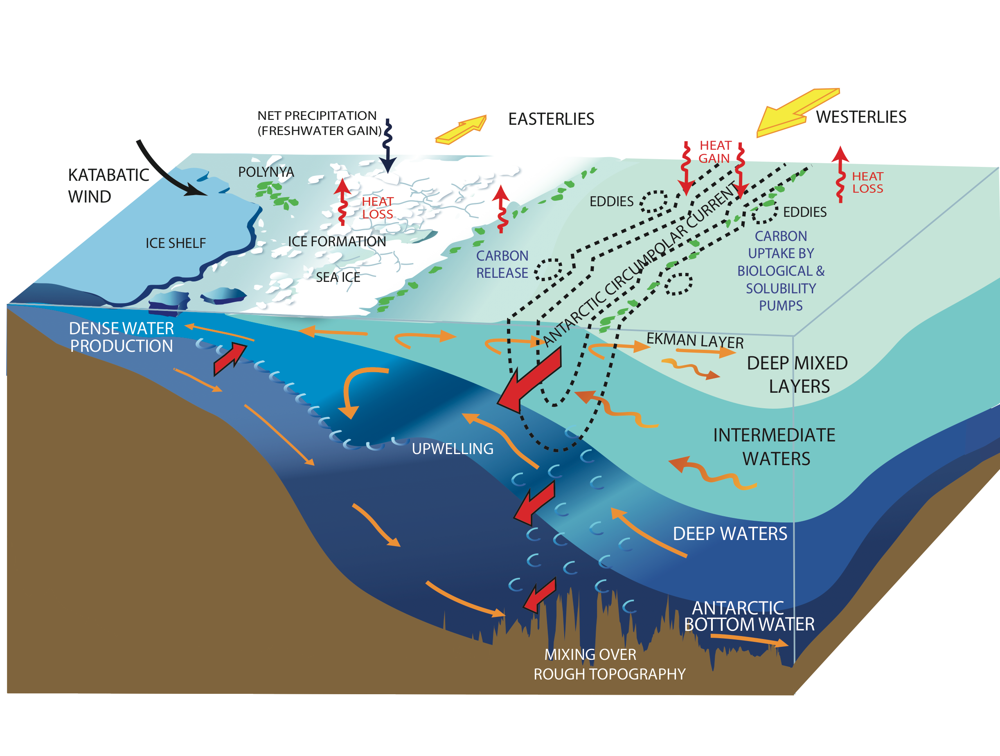 NET PRECIPITATION
(FRESHWATER GAIN)
EASTERLIES
WESTERLIES
HEAT
GAIN
KATABATIC
WIND
POLYNYA
HEAT
LOSS
HEAT
LOSS
EDDIES
EDDIES
ICE SHELF
ICE FORMATION
SEA ICE
CARBON
RELEASE
ANTARCTIC CIRCUMPOLAR CURRENT
CARBON
UPTAKE BY
BIOLOGICAL &
SOLUBILITY
PUMPS
DENSE WATER
PRODUCTION
EKMAN LAYER
DEEP MIXED
LAYERS
UPWELLING
INTERMEDIATE
WATERS
DEEP WATERS
ANTARCTIC
BOTTOM WATER
MIXING OVER
ROUGH TOPOGRAPHY